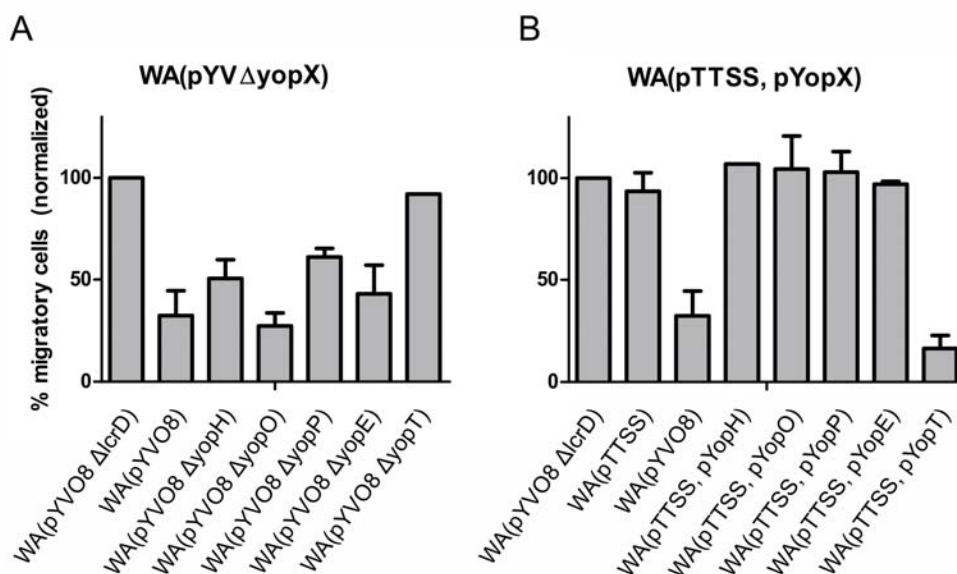 A
WA(pYVΔyopX)
% migratory cells (normalized)
100
50
0
WA(pYVO8 ΔlcrD)
WA(pYVO8)
WA(pYVO8 ΔyopH)
WA(pYVO8 ΔyopO)
WA(pYVO8 ΔyopP)
WA(pYVO8 ΔyopE)
WA(pYVO8 ΔyopT)
B
WA(pTTSS, pYopX)
100
50
0
WA(pYVO8 ΔlcrD)
WA(pTTSS)
WA(pYVO8)
WA(pTTSS, pYopH)
WA(pTTSS, pYopO)
WA(pTTSS, pYopP)
WA(pTTSS, pYopE)
WA(pTTSS, pYopT)